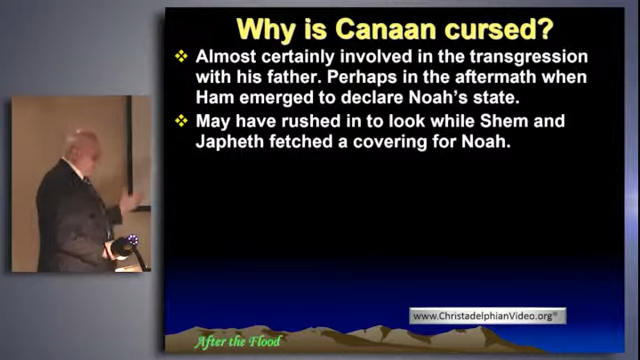 Why is Canaan cursed?
Almost certainly involved in the transgression
with his father. Perhaps in the aftermath when
Ham emerged to declare Noah's state.
May have rushed in to look while Shem and
Japheth fetched a covering for Noah.
www.ChristadelphianVideo.org®
After the Flood